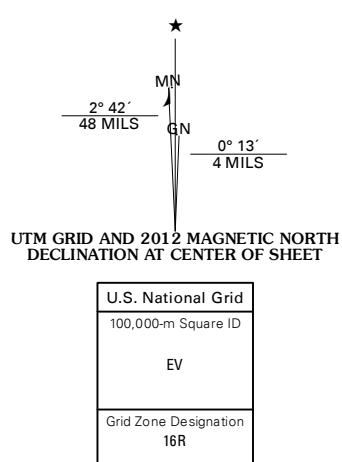 MN
2° 42´
48 MILS
GN
0° 13´
4 MILS
UTM GRID AND 2012 MAGNETIC NORTH
DECLINATION AT CENTER OF SHEET
U.S. National Grid
100,000-m Square ID
EV
Grid Zone Designation
16R